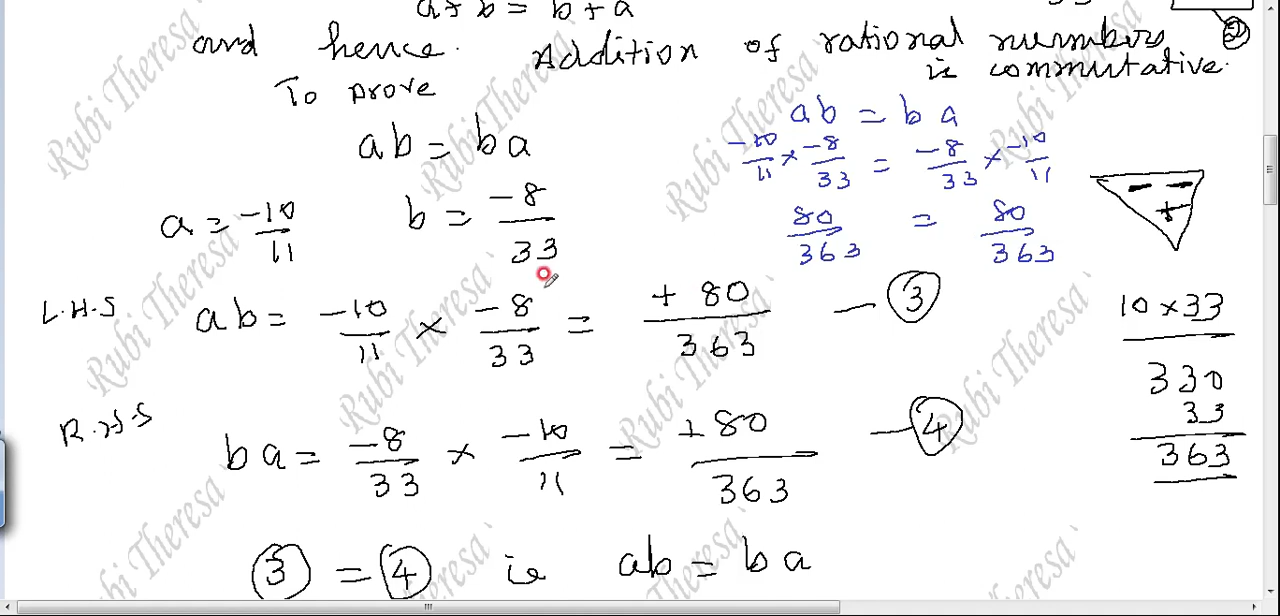 a + b = b + a
and hence. Addition of rational numbers
is commutative.
To prove
ab = ba
a = -10/11 b = -8/33
ab = ba
-10/11 × -8/33 = -8/33 × -10/11
80/363 = 80/363
- -
+
L.H.S ab = -10/11 × -8/33 = +80/363 — ③
10 × 33
330
33
363
R.H.S ba = -8/33 × -10/11 = +80/363 — ④
③ = ④ ie ab = ba
Rubi Theresa